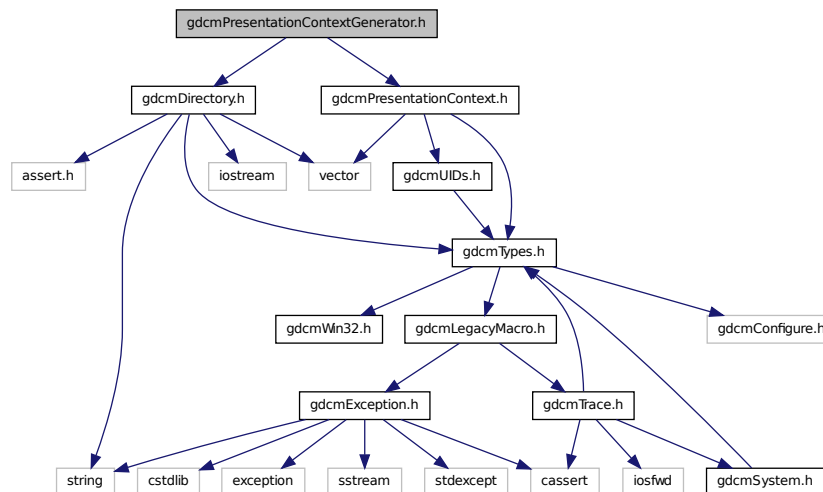 gdcmPresentationContextGenerator.h
gdcmDirectory.h
gdcmPresentationContext.h
assert.h
iostream
vector
gdcmUIDs.h
gdcmTypes.h
gdcmWin32.h
gdcmLegacyMacro.h
gdcmConfigure.h
gdcmException.h
gdcmTrace.h
string
cstdlib
exception
sstream
stdexcept
cassert
iosfwd
gdcmSystem.h